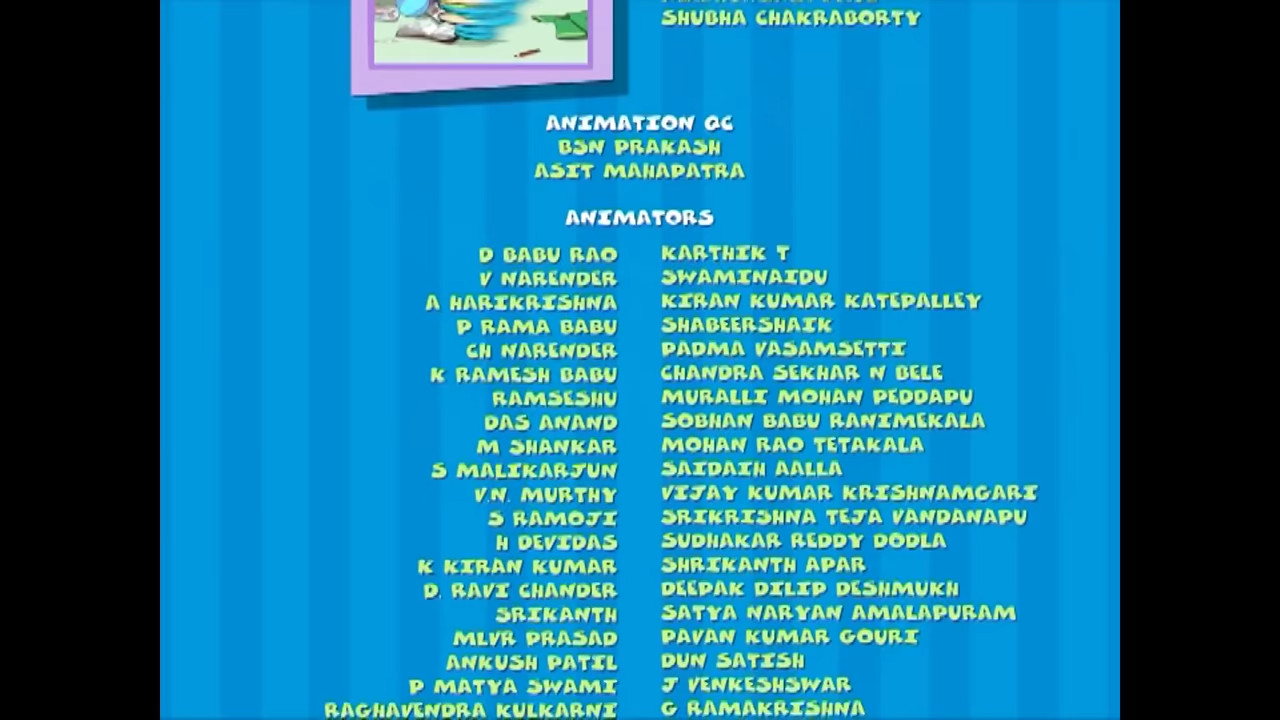 SHUBHA CHAKRABORTY
ANIMATION QC
BSN PRAKASH
ASIT MAHAPATRA
ANIMATORS
D BABU RAO
V NARENDER
A HARIKRISHNA
P RAMA BABU
CH NARENDER
K RAMESH BABU
RAMSESHU
DAS ANAND
M SHANKAR
S MALIKARJUN
V.N. MURTHY
S RAMOJI
H DEVIDAS
K KIRAN KUMAR
D. RAVI CHANDER
SRIKANTH
MLVR PRASAD
ANKUSH PATIL
P MATYA SWAMI
RAGHAVENDRA KULKARNI
KARTHIK T
SWAMINAIDU
KIRAN KUMAR KATEPALLEY
SHABEERSHAIK
PADMA VASAMSETTI
CHANDRA SEKHAR N BELE
MURALLI MOHAN PEDDAPU
SOBHAN BABU RANIMEKALA
MOHAN RAO TETAKALA
SAIDAIH AALLA
VIJAY KUMAR KRISHNAMGARI
SRIKRISHNA TEJA VANDANAPU
SUDHAKAR REDDY DODLA
SHRIKANTH APAR
DEEPAK DILIP DESHMUKH
SATYA NARYAN AMALAPURAM
PAVAN KUMAR GOURI
DUN SATISH
J VENKESHSWAR
G RAMAKRISHNA